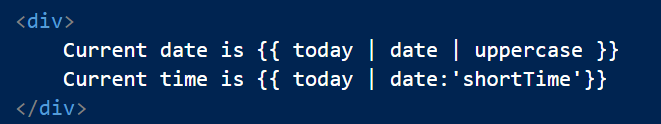 <div>
Current date is {{ today | date | uppercase }}
Current time is {{ today | date:'shortTime'}}
</div>